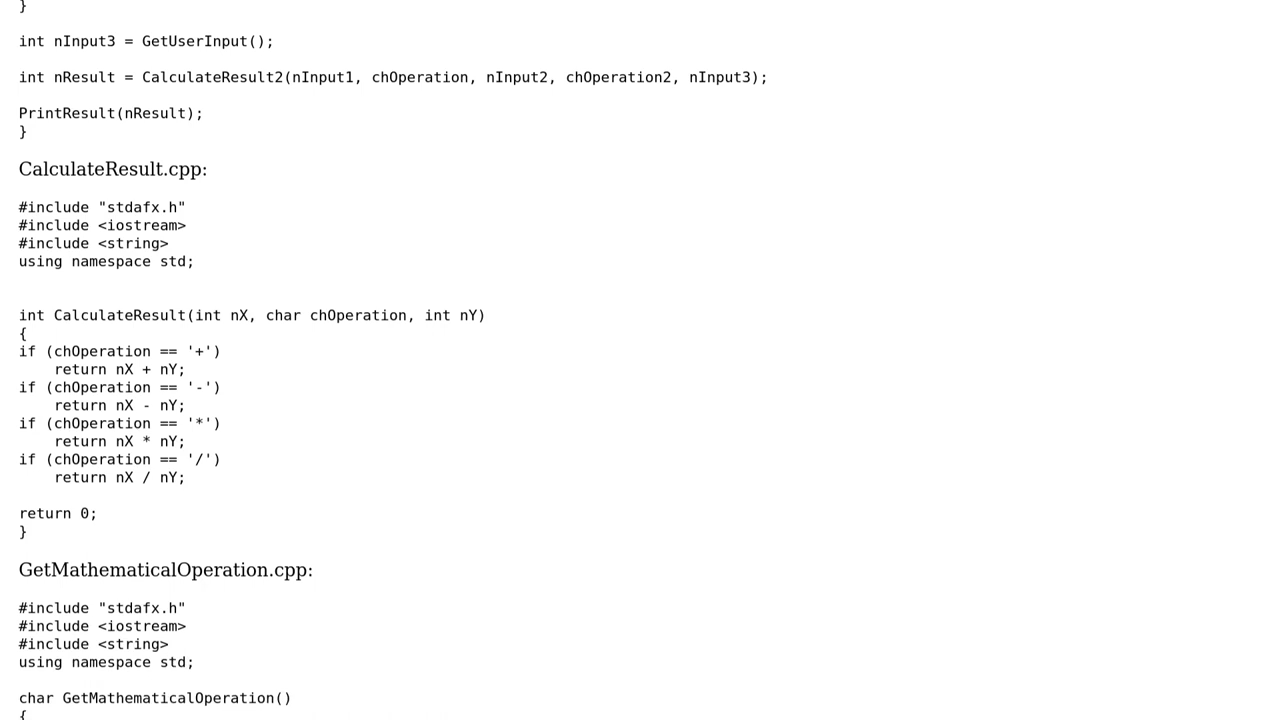 }
int nInput3 = GetUserInput();
int nResult = CalculateResult2(nInput1, chOperation, nInput2, chOperation2, nInput3);
PrintResult(nResult);
}
CalculateResult.cpp:
#include "stdafx.h"
#include <iostream>
#include <string>
using namespace std;
int CalculateResult(int nX, char chOperation, int nY)
{
if (chOperation == '+')
    return nX + nY;
if (chOperation == '-')
    return nX - nY;
if (chOperation == '*')
    return nX * nY;
if (chOperation == '/')
    return nX / nY;
return 0;
}
GetMathematicalOperation.cpp:
#include "stdafx.h"
#include <iostream>
#include <string>
using namespace std;
char GetMathematicalOperation()
{